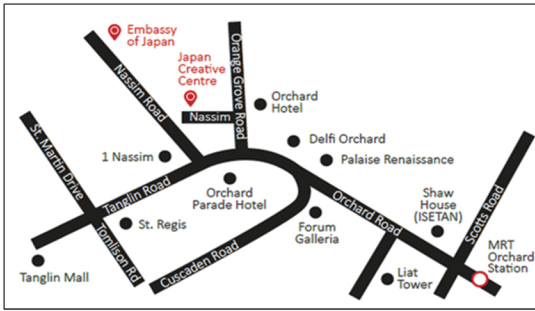 Embassy
of Japan
Japan
Creative
Centre
Nassim Road
Orange Grove Road
Nassim
Orchard
Hotel
St. Martin Drive
1 Nassim
Delfi Orchard
Palaise Renaissance
Tanglin Road
Orchard
Parade Hotel
Orchard Road
Shaw
House
(ISETAN)
Scotts Road
St. Regis
Tomlison Rd
Forum
Galleria
MRT
Orchard
Station
Cuscaden Road
Tanglin Mall
Liat
Tower